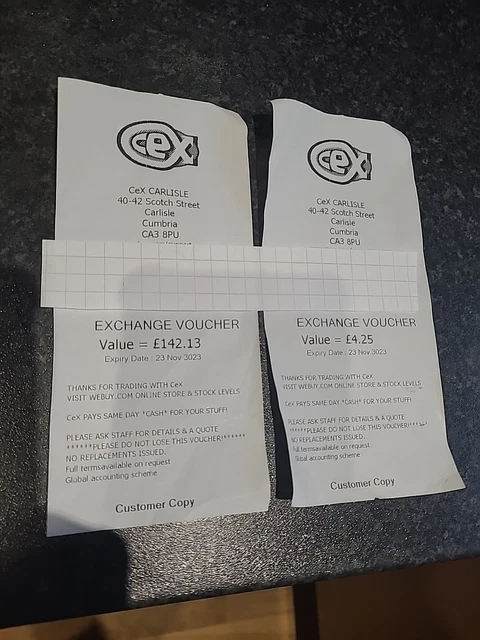 CeX
CeX CARLISLE
40-42 Scotch Street
Carlisle
Cumbria
CA3 8PU
EXCHANGE VOUCHER
Value = £142.13
Expiry Date : 23 Nov 3023
THANKS FOR TRADING WITH CeX
VISIT WEBUY.COM ONLINE STORE & STOCK LEVELS
CeX PAYS SAME DAY *CASH* FOR YOUR STUFF!
PLEASE ASK STAFF FOR DETAILS & A QUOTE
******PLEASE DO NOT LOSE THIS VOUCHER!******
NO REPLACEMENTS ISSUED.
Full termsavailable on request
Global accounting scheme
Customer Copy
CeX
CeX CARLISLE
40-42 Scotch Street
Carlisle
Cumbria
CA3 8PU
EXCHANGE VOUCHER
Value = £4.25
Expiry Date : 23 Nov 3023
THANKS FOR TRADING WITH CeX
VISIT WEBUY.COM ONLINE STORE & STOCK LEVELS
CeX PAYS SAME DAY *CASH* FOR YOUR STUFF!
PLEASE ASK STAFF FOR DETAILS & A QUOTE
******PLEASE DO NOT LOSE THIS VOUCHER!******
NO REPLACEMENTS ISSUED.
Full termsavailable on request
Global accounting scheme
Customer Copy